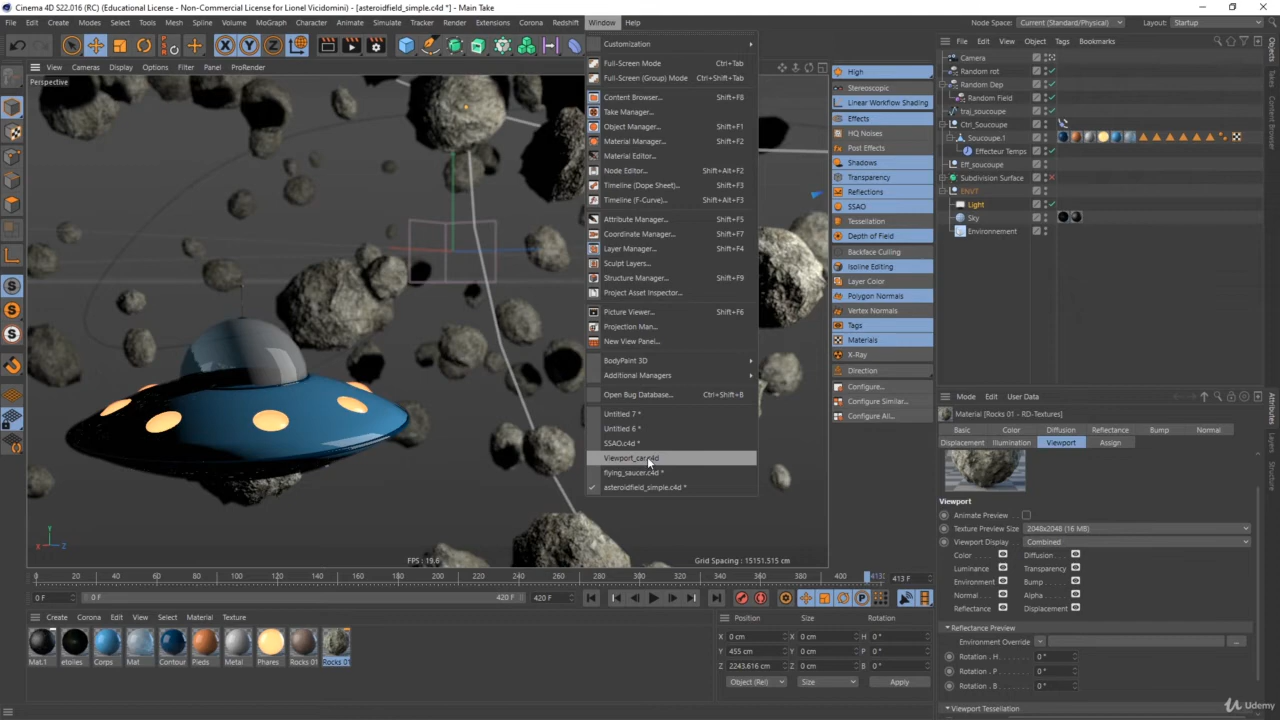 Cinema 4D S22.016 (RC) (Educational License - Non-Commercial License for Lionel Vicidomini) - [asteroidfield_simple.c4d *] - Main Take
File Edit Create Modes Select Tools Mesh Spline Volume MoGraph Character Animate Simulate Tracker Render Extensions Corona Redshift Window Help
Node Space: Current (Standard/Physical) Layout: Startup
View Cameras Display Options Filter Panel ProRender
Perspective
Customization
Full-Screen Mode Ctrl+Tab
Full-Screen (Group) Mode Ctrl+Shift+Tab
Content Browser... Shift+F8
Take Manager...
Object Manager... Shift+F1
Material Manager... Shift+F2
Material Editor...
Node Editor... Shift+Alt+F2
Timeline (Dope Sheet)... Shift+F3
Timeline (F-Curve)... Shift+Alt+F3
Attribute Manager... Shift+F5
Coordinate Manager... Shift+F7
Layer Manager... Shift+F4
Sculpt Layers...
Structure Manager... Shift+F9
Project Asset Inspector...
Picture Viewer... Shift+F6
Projection Man...
New View Panel...
BodyPaint 3D
Additional Managers
Open Bug Database... Ctrl+Shift+B
Untitled 7 *
Untitled 6 *
SSAO.c4d *
Viewport_car.c4d
flying_saucer.c4d *
asteroidfield_simple.c4d *
High
Stereoscopic
Linear Workflow Shading
Effects
HQ Noises
Post Effects
Shadows
Transparency
Reflections
SSAO
Tessellation
Depth of Field
Backface Culling
Isoline Editing
Layer Color
Polygon Normals
Vertex Normals
Tags
Materials
X-Ray
Direction
Configure...
Configure Similar...
Configure All...
File Edit View Object Tags Bookmarks
Camera
Random rot
Random Dep
Random Field
traj_soucoupe
Ctrl_Soucoupe
Soucoupe.1
Effecteur Temps
Eff_soucoupe
Subdivision Surface
ENVT
Light
Sky
Environnement
Objects
Takes
Content Browser
Attributes
Layers
Structure
Mode Edit User Data
Material [Rocks 01 - RD-Textures]
Basic Color Diffusion Reflectance Bump Normal
Displacement Illumination Viewport Assign
Viewport
Animate Preview
Texture Preview Size 2048x2048 (16 MB)
Viewport Display Combined
Color Diffusion
Luminance Transparency
Environment Bump
Normal Alpha
Reflectance Displacement
Reflectance Preview
Environment Override ...
Rotation . H 0 °
Rotation . P 0 °
Rotation . B 0 °
Viewport Tessellation
Y
X Z
FPS : 19.6
Grid Spacing : 15151.515 cm
0 20 40 60 80 100 120 140 160 180 200 220 240 260 280 300 320 340 360 380 400 413 413 F
0 F 0 F 420 F 420 F
Create Corona Edit View Select Material Texture
Mat.1 etoiles Corps Mat Contour Pieds Metal Phares Rocks 01 Rocks 01
Position Size Rotation
X 0 cm X 0 cm H 0 °
Y 455 cm Y 0 cm P 0 °
Z 2243.616 cm Z 0 cm B 0 °
Object (Rel) Size Apply
Udemy